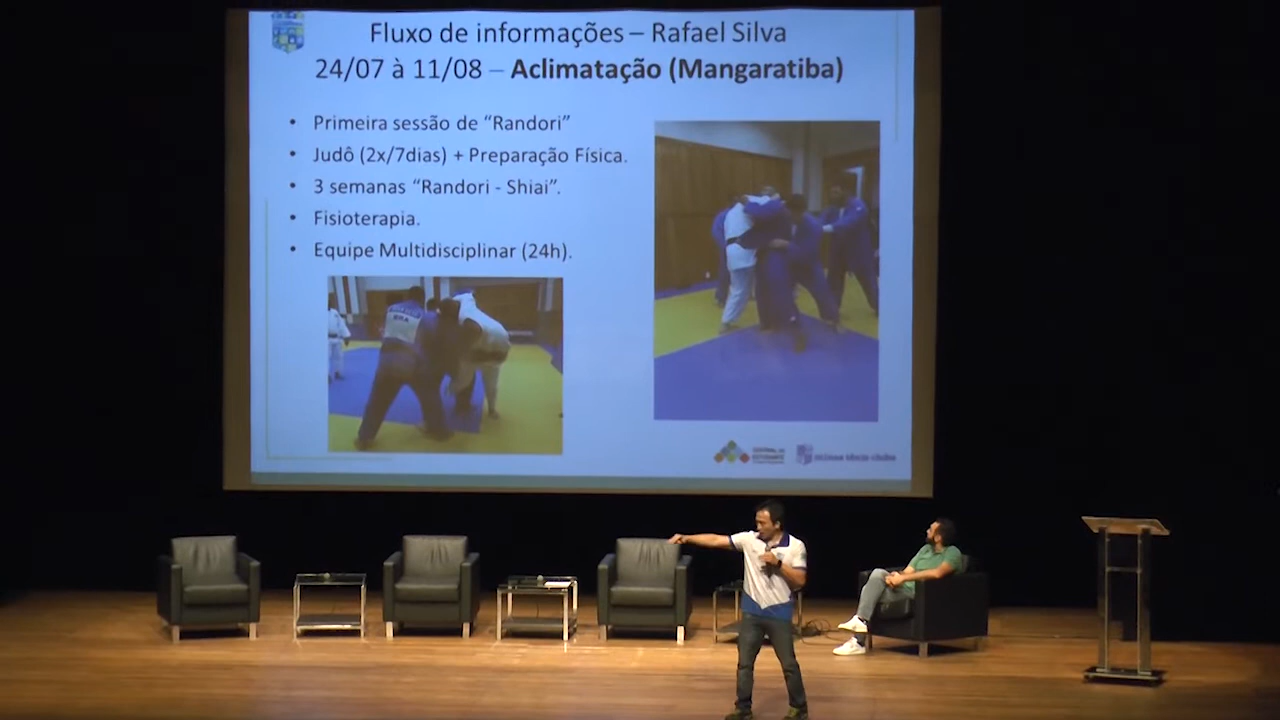 Fluxo de informações – Rafael Silva
24/07 à 11/08 – Aclimatação (Mangaratiba)
• Primeira sessão de “Randori”
• Judô (2x/7dias) + Preparação Física.
• 3 semanas “Randori - Shiai”.
• Fisioterapia.
• Equipe Multidisciplinar (24h).
BRA